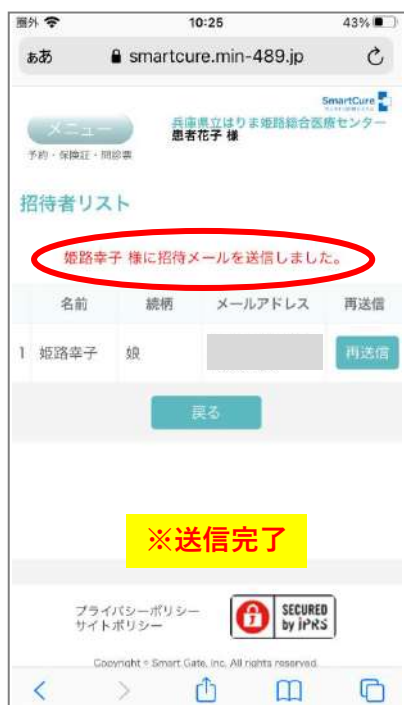 圏外 10:25 43%
ぁあ smartcure.min-489.jp
SmartCure
メニュー
予約・保険証・問診票
兵庫県立はりま姫路総合医療センター
患者花子 様
招待者リスト
姫路幸子 様に招待メールを送信しました。
名前 続柄 メールアドレス 再送信
1 姫路幸子 娘 再送信
戻る
※送信完了
プライバシーポリシー
サイトポリシー
SECURED
by JPRS
Copyright © Smart Gate, Inc. All rights reserved.